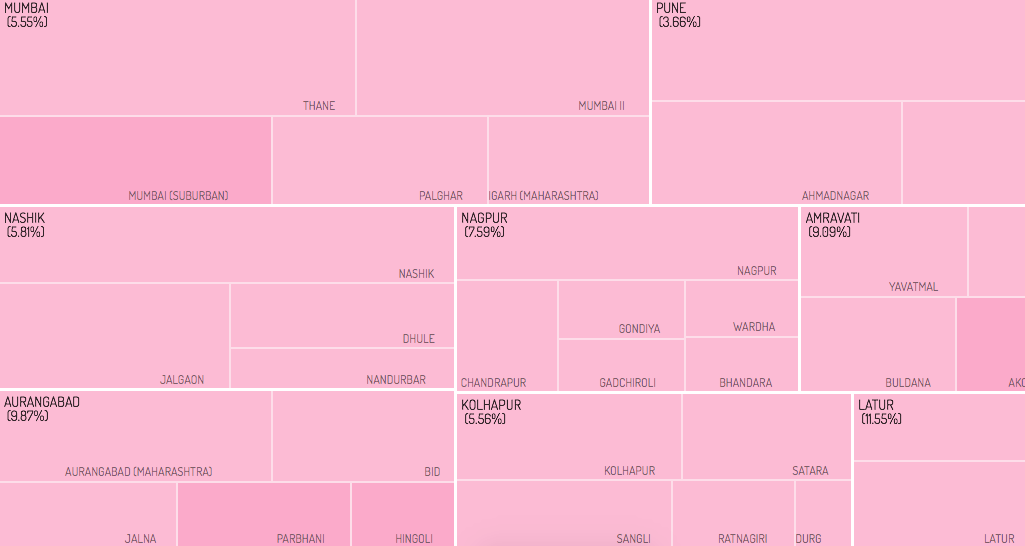 MUMBAI
(5.55%)
THANE
MUMBAI II
MUMBAI (SUBURBAN)
PALGHAR
IGARH (MAHARASHTRA)
PUNE
(3.66%)
AHMADNAGAR
NASHIK
(5.81%)
NASHIK
JALGAON
DHULE
NANDURBAR
NAGPUR
(7.59%)
NAGPUR
CHANDRAPUR
GONDIYA
WARDHA
GADCHIROLI
BHANDARA
AMRAVATI
(9.09%)
YAVATMAL
BULDANA
AKO
AURANGABAD
(9.87%)
AURANGABAD (MAHARASHTRA)
BID
JALNA
PARBHANI
HINGOLI
KOLHAPUR
(5.56%)
KOLHAPUR
SATARA
SANGLI
RATNAGIRI
DURG
LATUR
(11.55%)
LATUR